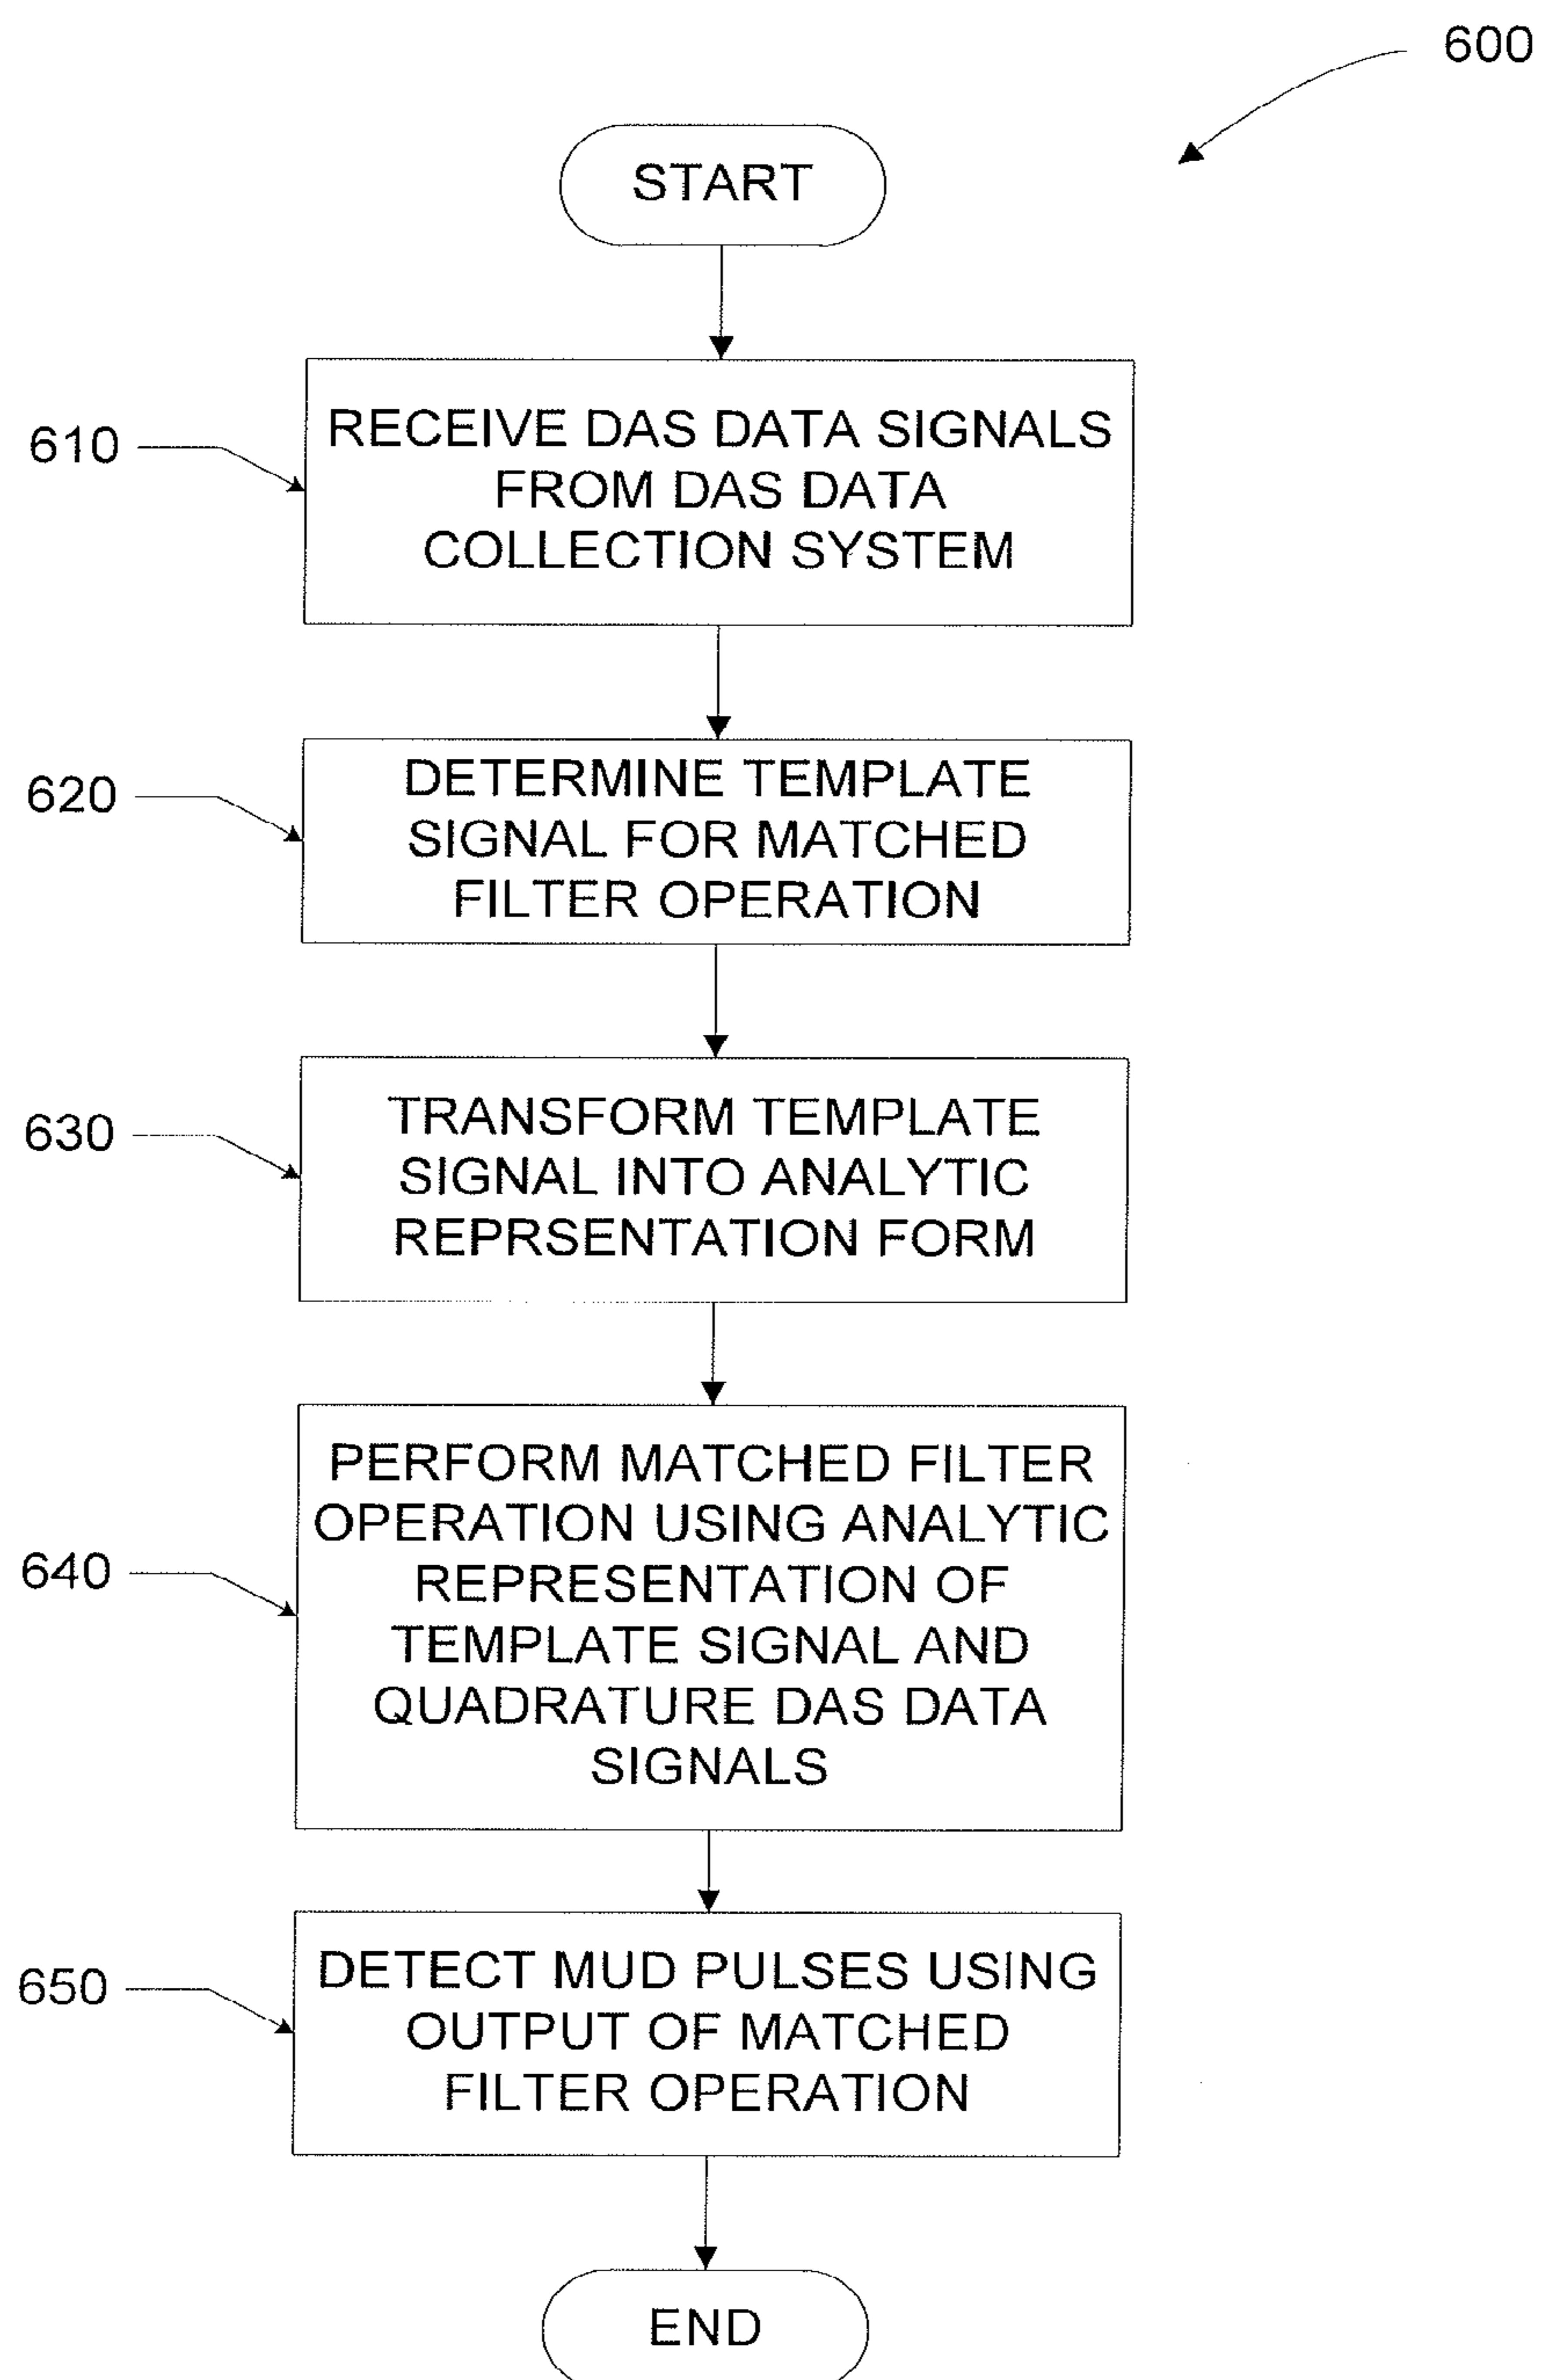 600
START
610
RECEIVE DAS DATA SIGNALS
FROM DAS DATA
COLLECTION SYSTEM
620
DETERMINE TEMPLATE
SIGNAL FOR MATCHED
FILTER OPERATION
630
TRANSFORM TEMPLATE
SIGNAL INTO ANALYTIC
REPRSENTATION FORM
640
PERFORM MATCHED FILTER
OPERATION USING ANALYTIC
REPRESENTATION OF
TEMPLATE SIGNAL AND
QUADRATURE DAS DATA
SIGNALS
650
DETECT MUD PULSES USING
OUTPUT OF MATCHED
FILTER OPERATION
END